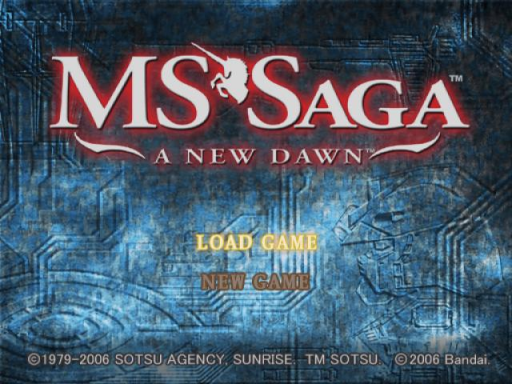 MS SAGA™
A NEW DAWN™
LOAD GAME
NEW GAME
©1979-2006 SOTSU AGENCY, SUNRISE. TM SOTSU. ©2006 Bandai.